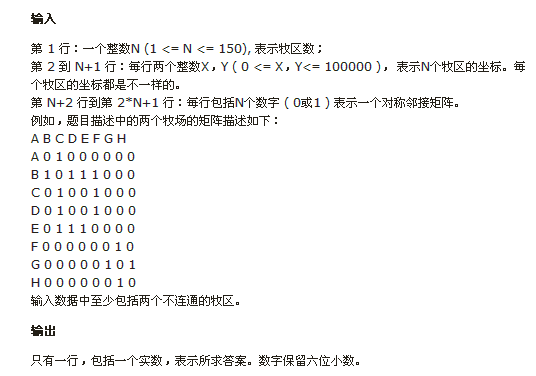 输入
第 1 行：一个整数N (1 <= N <= 150), 表示牧区数；
第 2 到 N+1 行：每行两个整数X，Y ( 0 <= X，Y<= 100000 )， 表示N个牧区的坐标。每
个牧区的坐标都是不一样的。
第 N+2 行到第 2*N+1 行：每行包括N个数字 ( 0或1 ) 表示一个对称邻接矩阵。
例如，题目描述中的两个牧场的矩阵描述如下：
A B C D E F G H
A 0 1 0 0 0 0 0 0
B 1 0 1 1 1 0 0 0
C 0 1 0 0 1 0 0 0
D 0 1 0 0 1 0 0 0
E 0 1 1 1 0 0 0 0
F 0 0 0 0 0 0 1 0
G 0 0 0 0 0 1 0 1
H 0 0 0 0 0 0 1 0
输入数据中至少包括两个不连通的牧区。
输出
只有一行，包括一个实数，表示所求答案。数字保留六位小数。